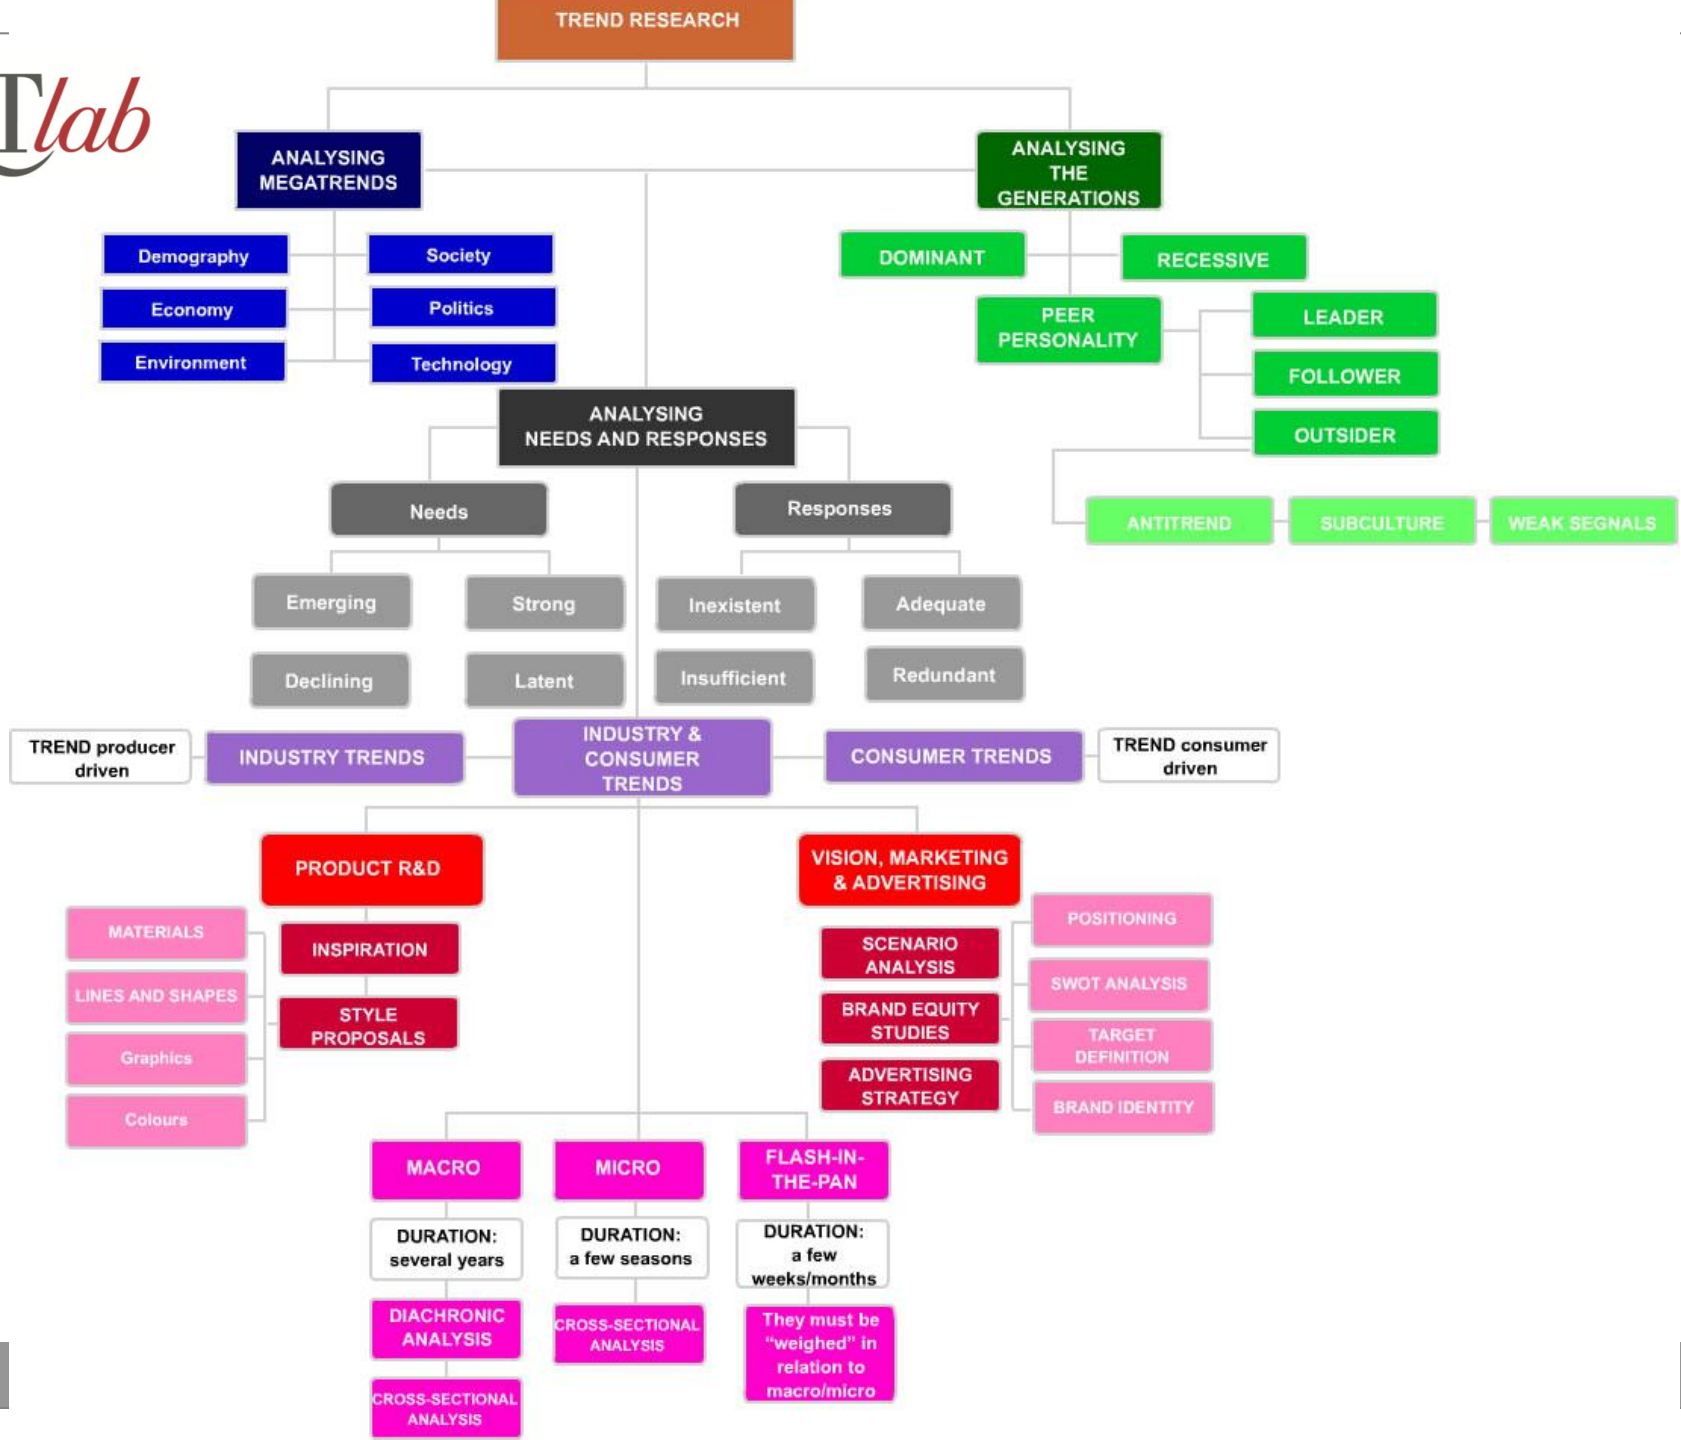 TREND RESEARCH
Tlab
ANALYSING
MEGATRENDS
ANALYSING
THE
GENERATIONS
Demography
Society
Economy
Politics
Environment
Technology
DOMINANT
RECESSIVE
PEER
PERSONALITY
LEADER
FOLLOWER
OUTSIDER
ANTITREND
SUBCULTURE
WEAK SEGNALS
ANALYSING
NEEDS AND RESPONSES
Needs
Responses
Emerging
Strong
Inexistent
Adequate
Declining
Latent
Insufficient
Redundant
TREND producer
driven
INDUSTRY TRENDS
INDUSTRY &
CONSUMER
TRENDS
CONSUMER TRENDS
TREND consumer
driven
PRODUCT R&D
VISION, MARKETING
& ADVERTISING
MATERIALS
LINES AND SHAPES
Graphics
Colours
INSPIRATION
STYLE
PROPOSALS
SCENARIO
ANALYSIS
BRAND EQUITY
STUDIES
ADVERTISING
STRATEGY
POSITIONING
SWOT ANALYSIS
TARGET
DEFINITION
BRAND IDENTITY
MACRO
MICRO
FLASH-IN-
THE-PAN
DURATION:
several years
DURATION:
a few seasons
DURATION:
a few
weeks/months
DIACHRONIC
ANALYSIS
CROSS-SECTIONAL
ANALYSIS
They must be
“weighed” in
relation to
macro/micro
CROSS-SECTIONAL
ANALYSIS